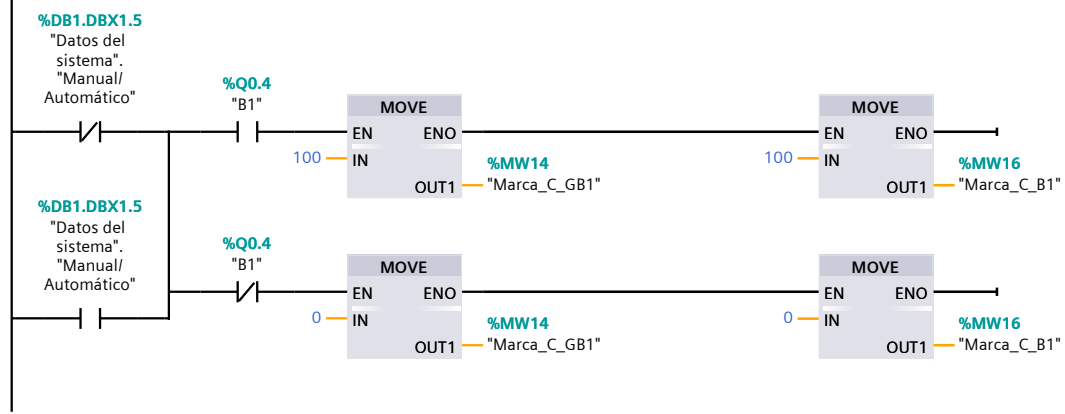 %DB1.DBX1.5
"Datos del
sistema".
"Manual/
Automático"
%Q0.4
"B1"
MOVE
EN ENO
100 IN
OUT1
%MW14
"Marca_C_GB1"
MOVE
EN ENO
100 IN
OUT1
%MW16
"Marca_C_B1"
%DB1.DBX1.5
"Datos del
sistema".
"Manual/
Automático"
%Q0.4
"B1"
MOVE
EN ENO
0 IN
OUT1
%MW14
"Marca_C_GB1"
MOVE
EN ENO
0 IN
OUT1
%MW16
"Marca_C_B1"